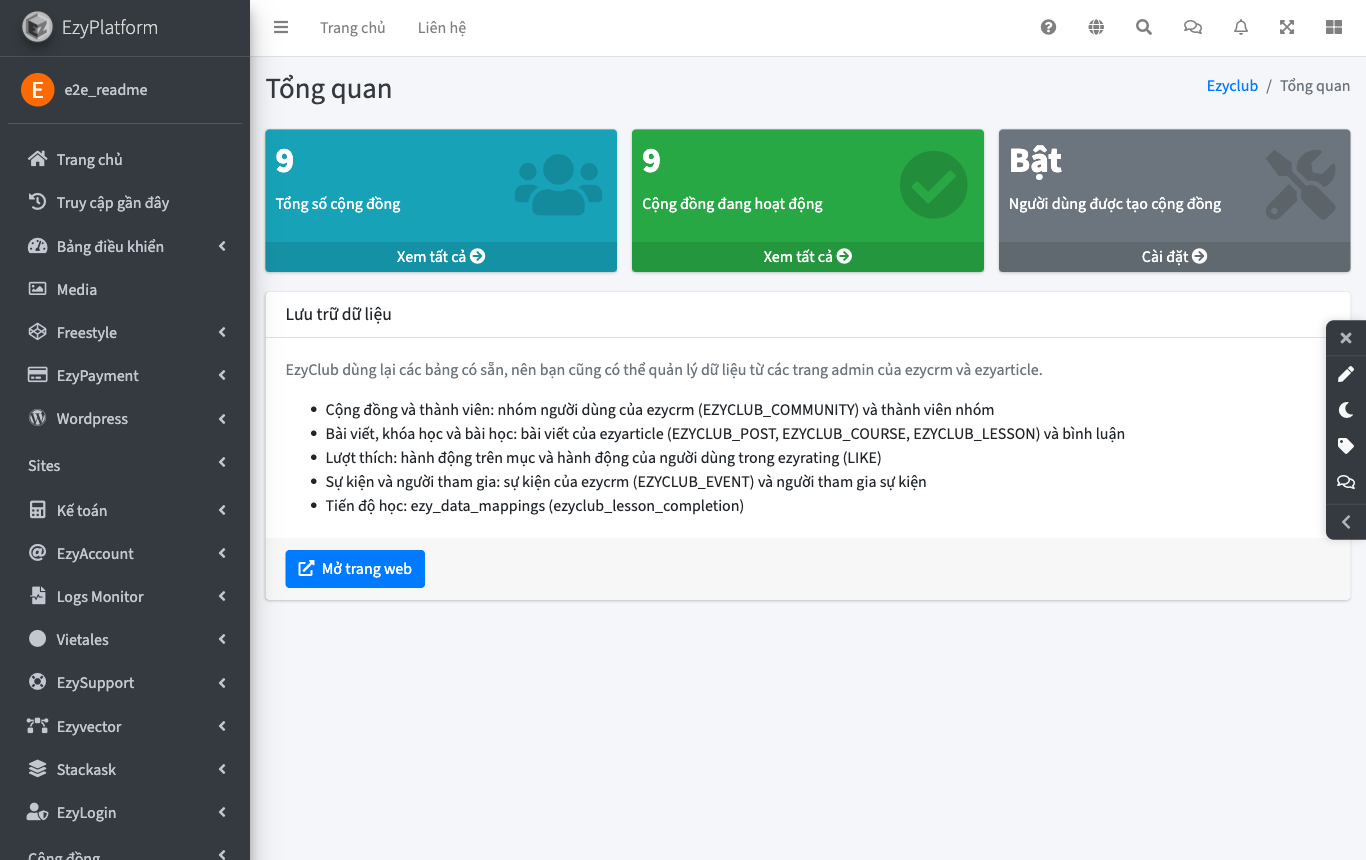 EzyPlatform
Trang chủ
Liên hệ
E
e2e_readme
Tổng quan
Ezyclub / Tổng quan
Trang chủ
Truy cập gần đây
Bảng điều khiển
Media
Freestyle
EzyPayment
Wordpress
Sites
Kế toán
EzyAccount
Logs Monitor
Vietales
EzySupport
Ezyvector
Stackask
EzyLogin
Cộng đồng
9
Tổng số cộng đồng
Xem tất cả
9
Cộng đồng đang hoạt động
Xem tất cả
Bật
Người dùng được tạo cộng đồng
Cài đặt
Lưu trữ dữ liệu
EzyClub dùng lại các bảng có sẵn, nên bạn cũng có thể quản lý dữ liệu từ các trang admin của ezycrm và ezyarticle.
Cộng đồng và thành viên: nhóm người dùng của ezycrm (EZYCLUB_COMMUNITY) và thành viên nhóm
Bài viết, khóa học và bài học: bài viết của ezyarticle (EZYCLUB_POST, EZYCLUB_COURSE, EZYCLUB_LESSON) và bình luận
Lượt thích: hành động trên mục và hành động của người dùng trong ezyrating (LIKE)
Sự kiện và người tham gia: sự kiện của ezycrm (EZYCLUB_EVENT) và người tham gia sự kiện
Tiến độ học: ezy_data_mappings (ezyclub_lesson_completion)
Mở trang web